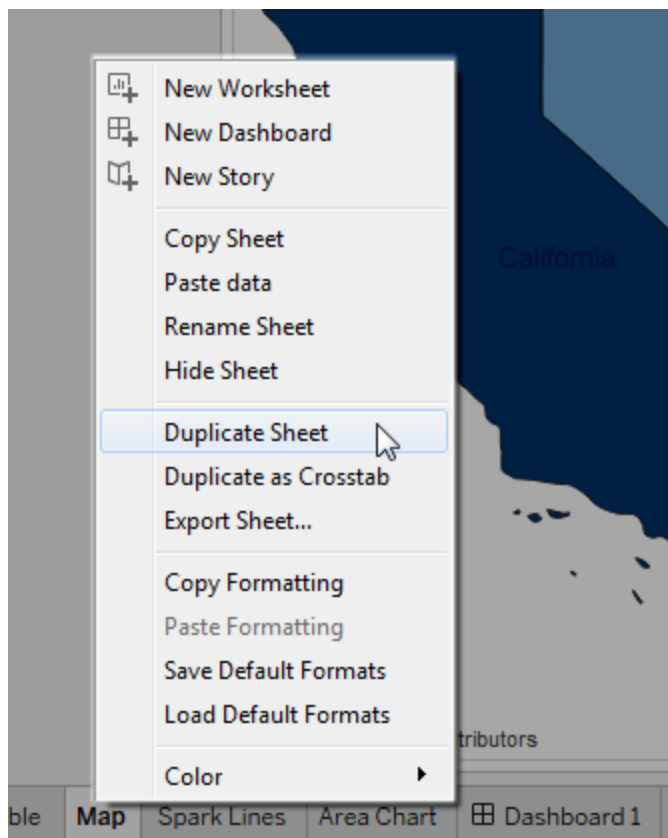 New Worksheet
New Dashboard
New Story
Copy Sheet
Paste data
Rename Sheet
Hide Sheet
California
Duplicate Sheet
Duplicate as Crosstab
Export Sheet...
Copy Formatting
Paste Formatting
Save Default Formats
Load Default Formats
tributors
Color
ble Map Spark Lines Area Chart Dashboard 1